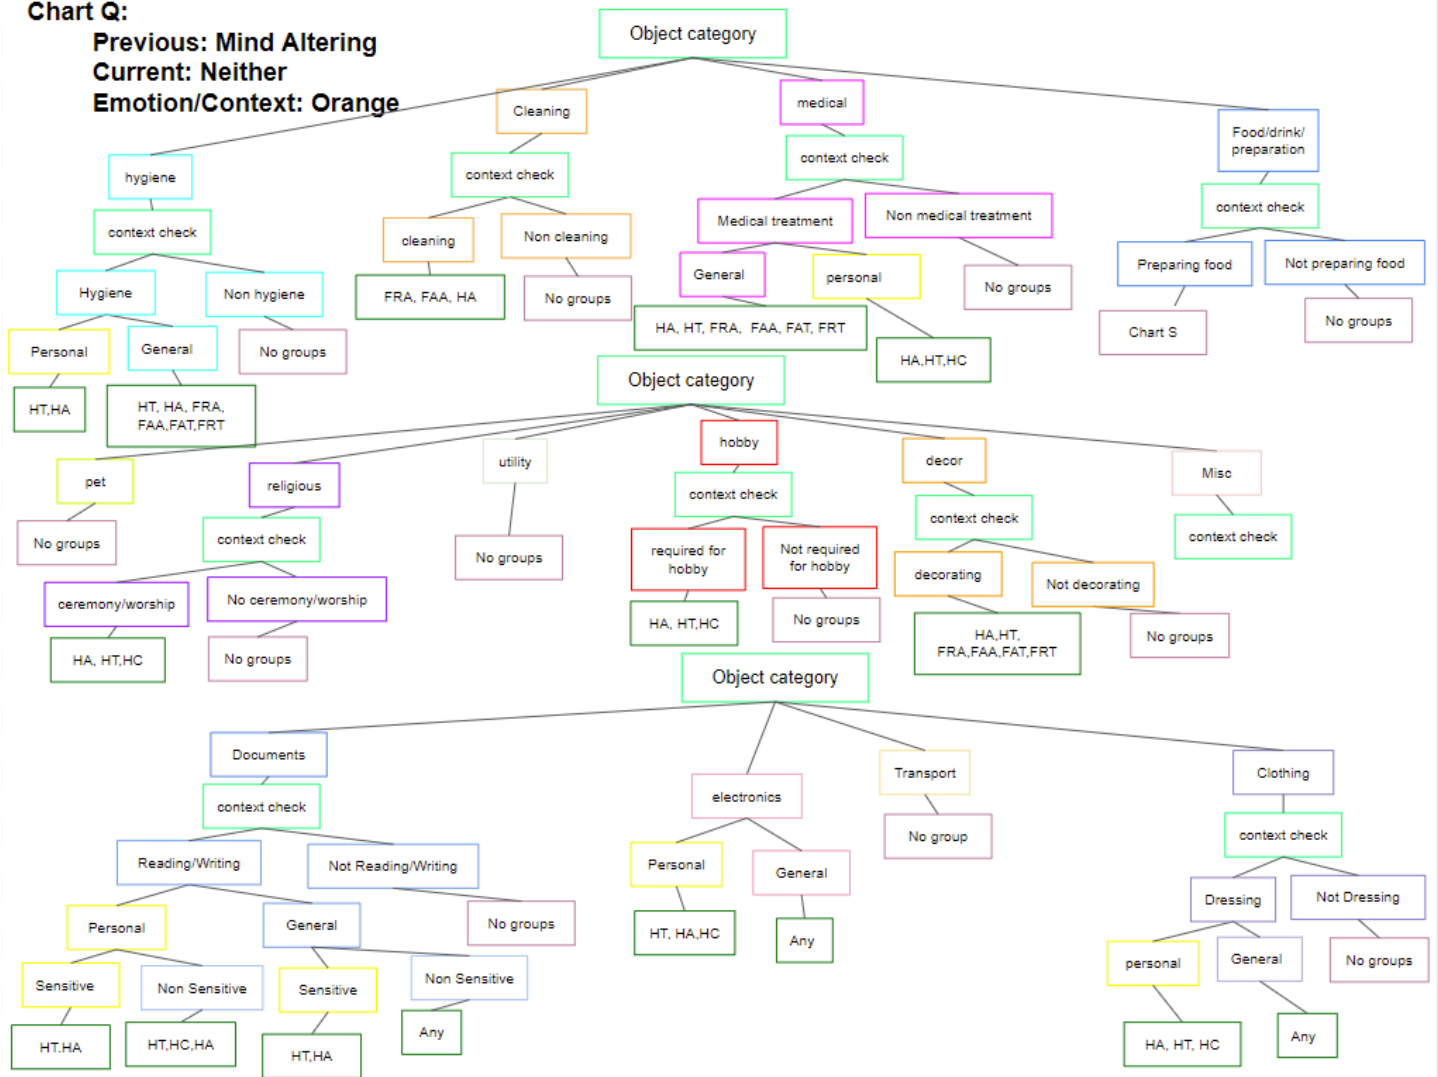 Chart Q:
Previous: Mind Altering
Current: Neither
Emotion/Context: Orange
Object category
hygiene
Cleaning
medical
Food/drink/
preparation
context check
context check
context check
context check
Hygiene
Non hygiene
cleaning
Non cleaning
Medical treatment
Non medical treatment
Preparing food
Not preparing food
Personal
General
No groups
FRA, FAA, HA
No groups
General
personal
No groups
Chart S
No groups
HT,HA
HT, HA, FRA,
FAA,FAT,FRT
HA, HT, FRA, FAA, FAT, FRT
HA,HT,HC
Object category
pet
religious
utility
hobby
decor
Misc
No groups
context check
No groups
context check
context check
context check
ceremony/worship
No ceremony/worship
required for
hobby
Not required
for hobby
decorating
Not decorating
HA, HT,HC
No groups
HA, HT,HC
No groups
HA,HT,
FRA,FAA,FAT,FRT
No groups
Object category
Documents
electronics
Transport
Clothing
context check
Personal
General
No group
context check
Reading/Writing
Not Reading/Writing
HT, HA,HC
Any
Dressing
Not Dressing
Personal
General
No groups
personal
General
No groups
Sensitive
Non Sensitive
Sensitive
Non Sensitive
HA, HT, HC
Any
HT.HA
HT,HC,HA
HT,HA
Any